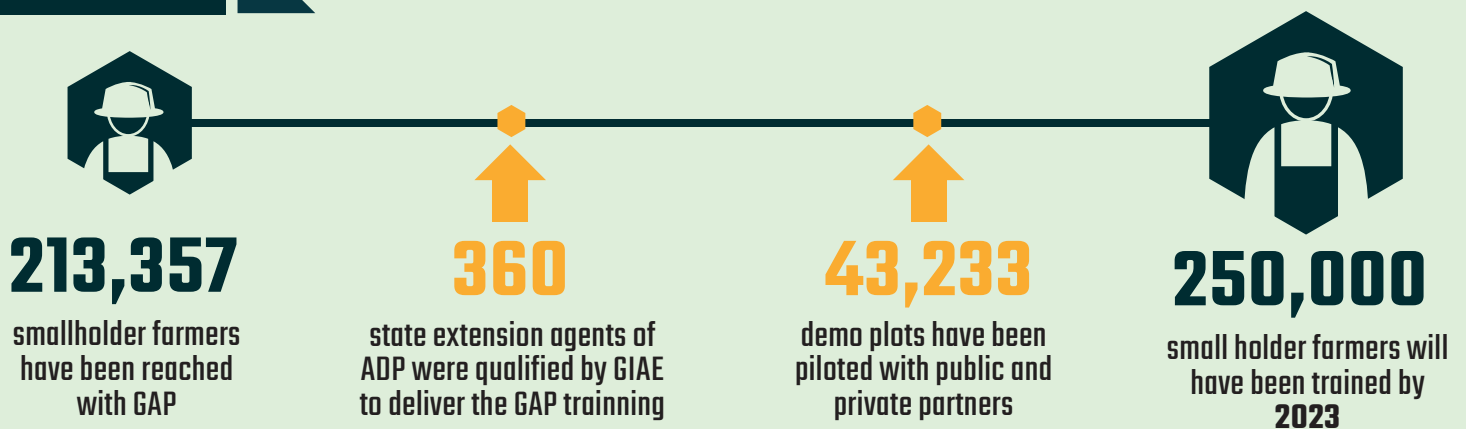 213,357
smallholder farmers
have been reached
with GAP
360
state extension agents of
ADP were qualified by GIAE
to deliver the GAP trainning
43,233
demo plots have been
piloted with public and
private partners
250,000
small holder farmers will
have been trained by
2023